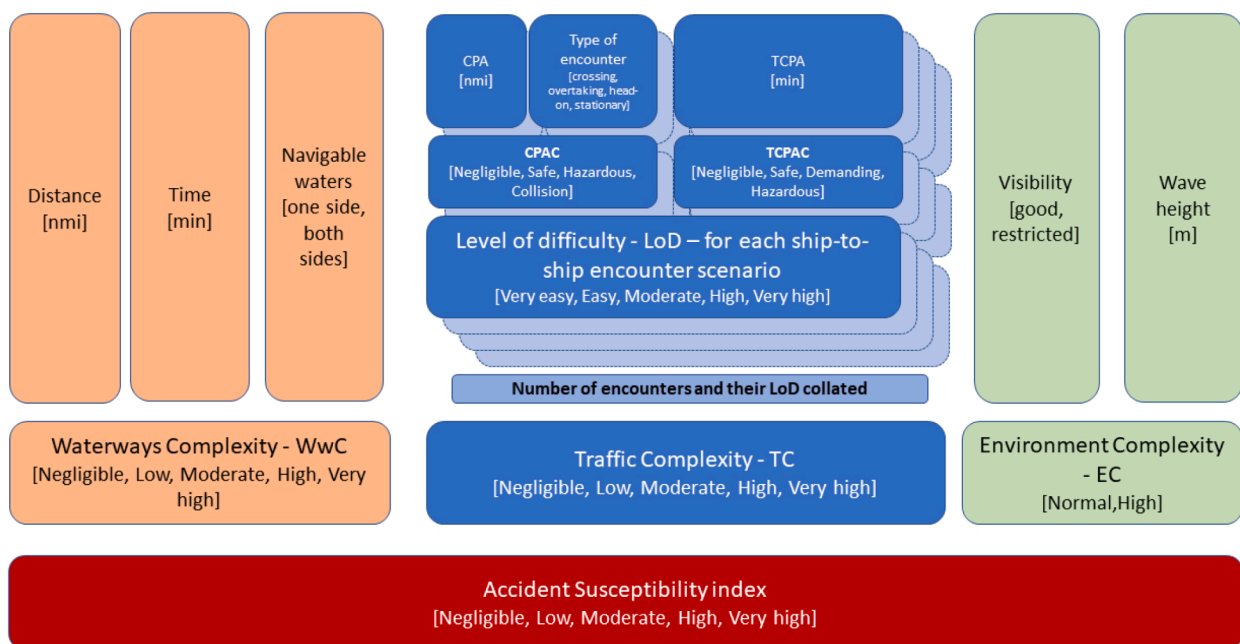 Distance
[nmi]
Time
[min]
Navigable
waters
[one side,
both
sides]
CPA
[nmi]
Type of
encounter
[crossing,
overtaking, head-
on, stationary]
TCPA
[min]
CPAC
[Negligible, Safe, Hazardous,
Collision]
TCPAC
[Negligible, Safe, Demanding,
Hazardous]
Level of difficulty - LoD – for each ship-to-
ship encounter scenario
[Very easy, Easy, Moderate, High, Very high]
Number of encounters and their LoD collated
Visibility
[good,
restricted]
Wave
height
[m]
Waterways Complexity - WwC
[Negligible, Low, Moderate, High, Very
high]
Traffic Complexity - TC
[Negligible, Low, Moderate, High, Very high]
Environment Complexity
- EC
[Normal,High]
Accident Susceptibility index
[Negligible, Low, Moderate, High, Very high]